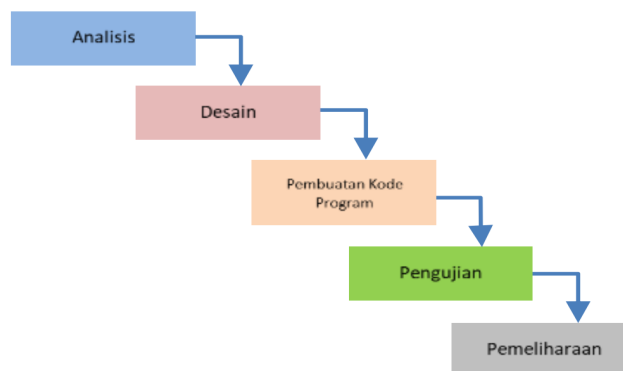 Analisis
Desain
Pembuatan Kode
Program
Pengujian
Pemeliharaan